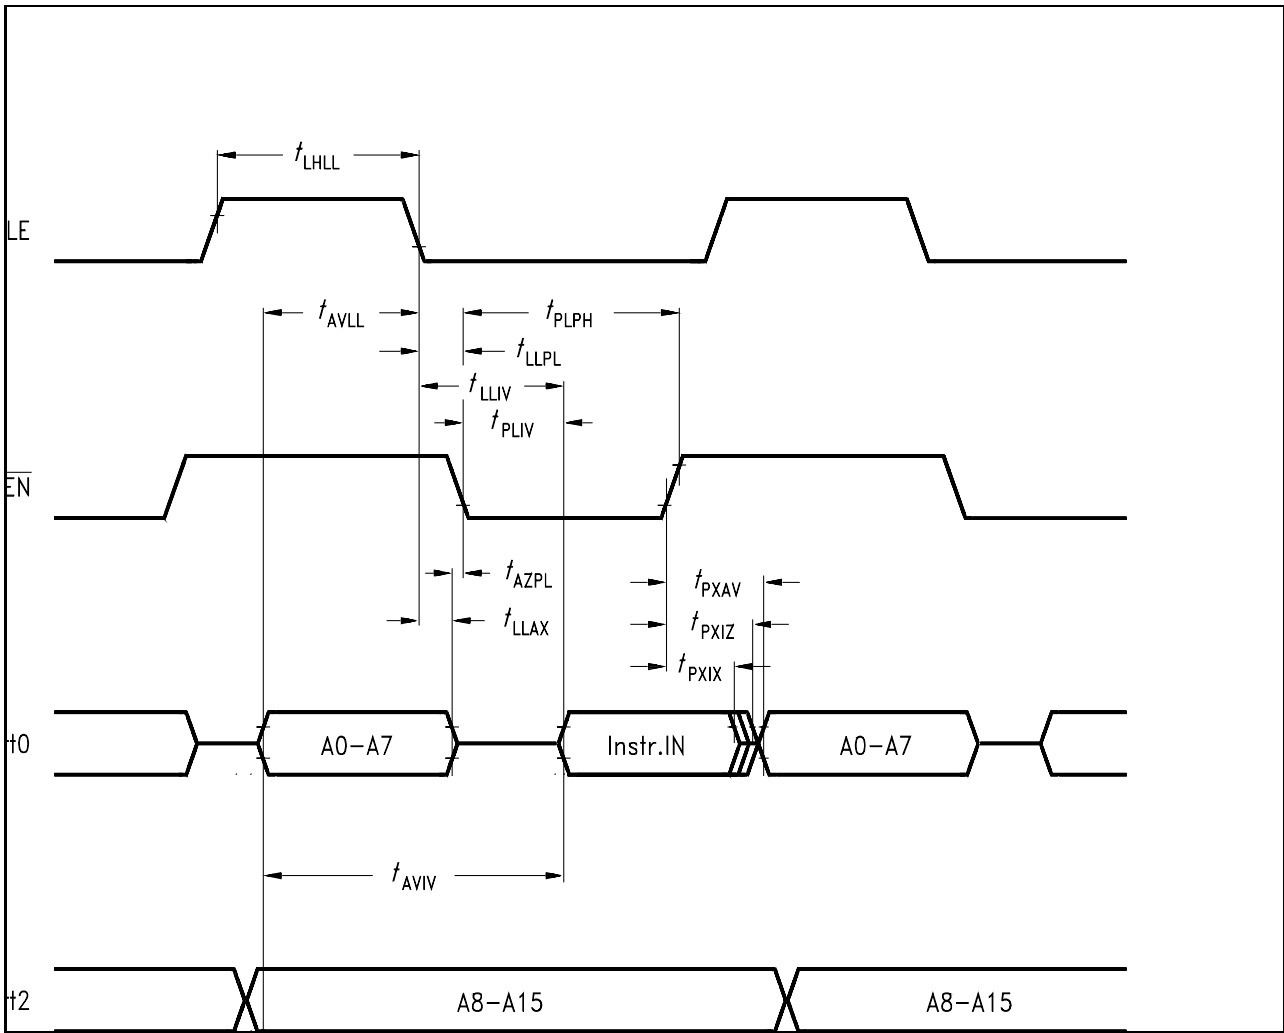 tLHLL
LE
tAVLL
tPLPH
tLLPL
tLLIV
tPLIV
EN
tAZPL
tPXAV
tLLAX
tPXIZ
tPXIX
t0 A0-A7 Instr.IN A0-A7
tAVIV
t2 A8-A15 A8-A15